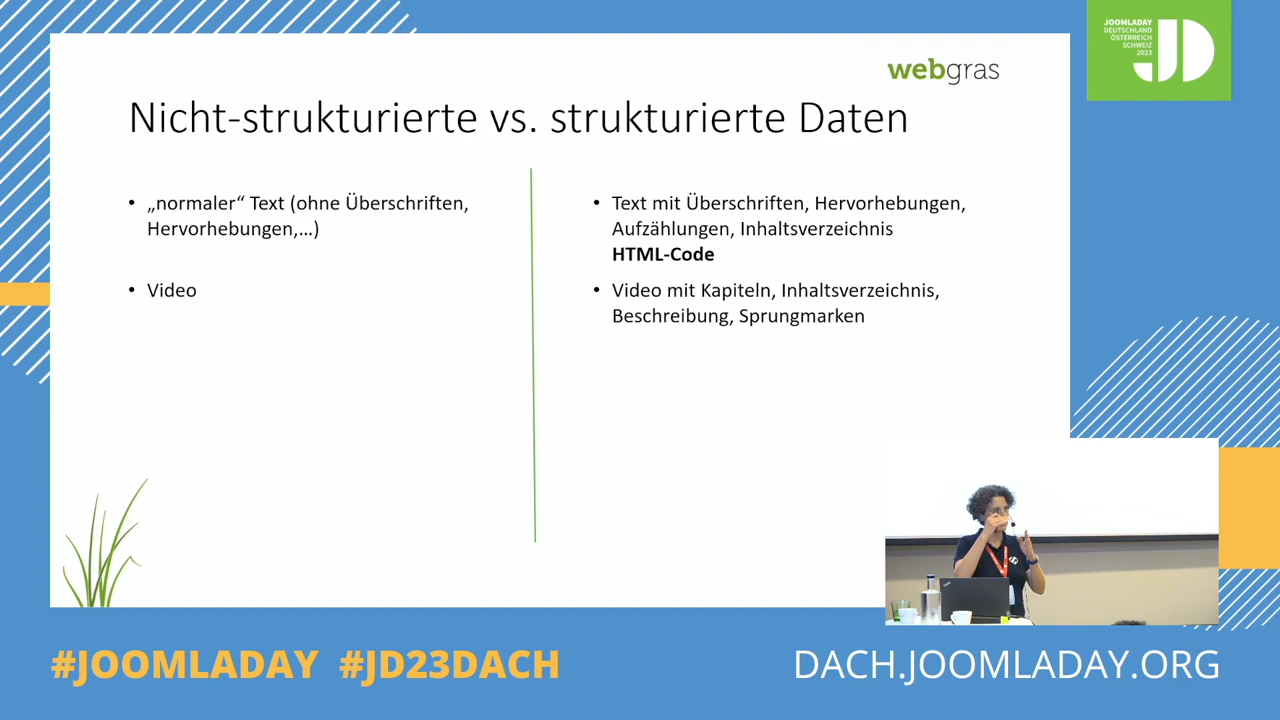 JOOMLADAY
DEUTSCHLAND
ÖSTERREICH
SCHWEIZ
2023
JD
webgras
Nicht-strukturierte vs. strukturierte Daten
• „normaler“ Text (ohne Überschriften,
Hervorhebungen,…)
• Video
• Text mit Überschriften, Hervorhebungen,
Aufzählungen, Inhaltsverzeichnis
HTML-Code
• Video mit Kapiteln, Inhaltsverzeichnis,
Beschreibung, Sprungmarken
#JOOMLADAY #JD23DACH
DACH.JOOMLADAY.ORG